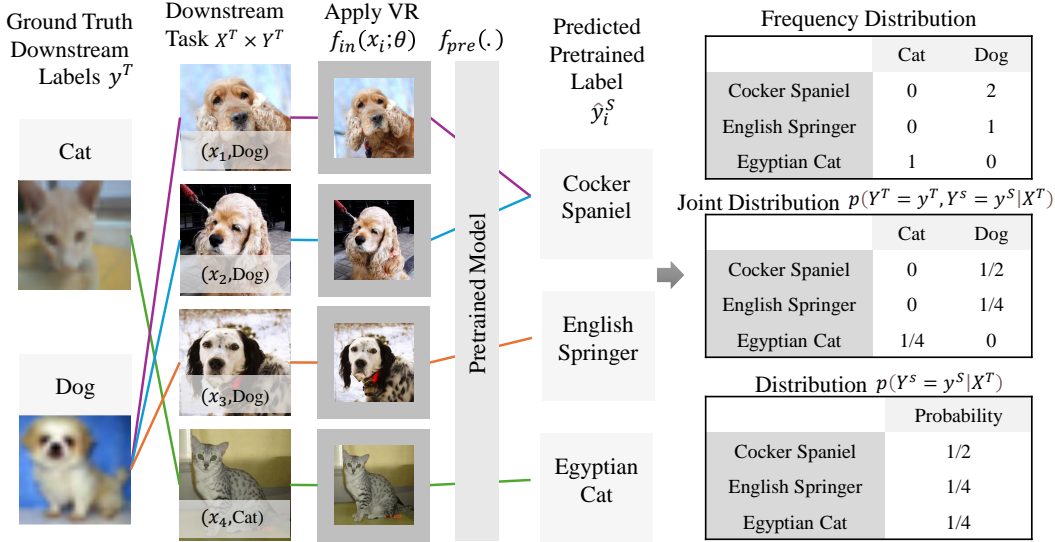 Ground Truth
Downstream
Labels y^T
Cat
Dog
Downstream
Task X^T × Y^T
(x₁,Dog)
(x₂,Dog)
(x₃,Dog)
(x₄,Cat)
Apply VR
f_in(x_i;θ)
f_pre(.)
Pretrained Model
Predicted
Pretrained
Label
ŷ_i^S
Cocker
Spaniel
English
Springer
Egyptian
Cat
Frequency Distribution
Cat Dog
Cocker Spaniel 0 2
English Springer 0 1
Egyptian Cat 1 0
Joint Distribution p(Y^T = y^T, Y^s = y^S|X^T)
Cat Dog
Cocker Spaniel 0 1/2
English Springer 0 1/4
Egyptian Cat 1/4 0
Distribution p(Y^s = y^S|X^T)
Probability
Cocker Spaniel 1/2
English Springer 1/4
Egyptian Cat 1/4